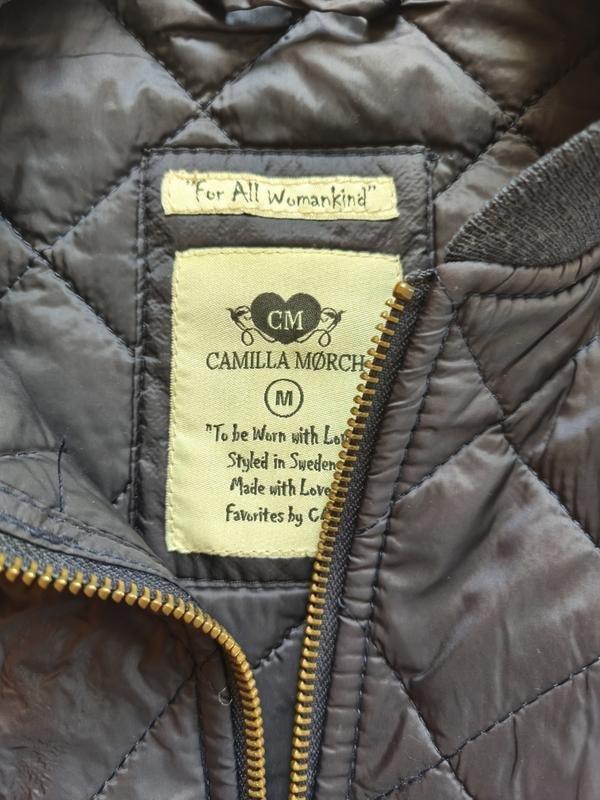 "For All Womankind"
CM
CAMILLA MØRCH
M
"To be Worn with
Styled in Sweden
Made with Love
Favorites by